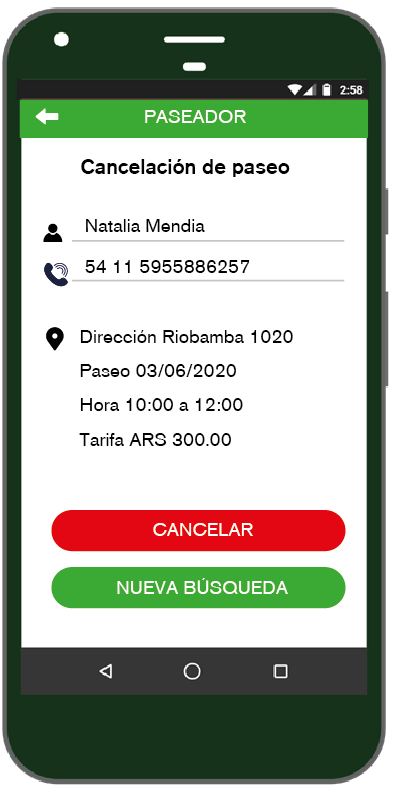 2:58
PASEADOR
Cancelación de paseo
Natalia Mendia
54 11 5955886257
Dirección Riobamba 1020
Paseo 03/06/2020
Hora 10:00 a 12:00
Tarifa ARS 300.00
CANCELAR
NUEVA BÚSQUEDA